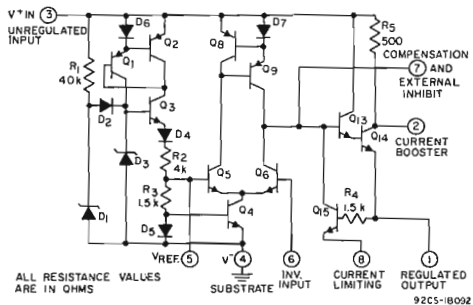 V+ IN 3
UNREGULATED
INPUT
D6
Q1
Q2
Q8
D7
Q9
R5
500
COMPENSATION
7 AND
EXTERNAL
INHIBIT
R1
40k
D2
Q3
D4
D3
R2
4k
Q13
Q14
2
CURRENT
BOOSTER
Q5
Q6
R3
1.5k
Q4
R4
1.5k
Q15
D1
D5
VREF. 5
V- 4
6
8
1
SUBSTRATE
INV.
INPUT
CURRENT
LIMITING
REGULATED
OUTPUT
ALL RESISTANCE VALUES
ARE IN OHMS
92CS-18092